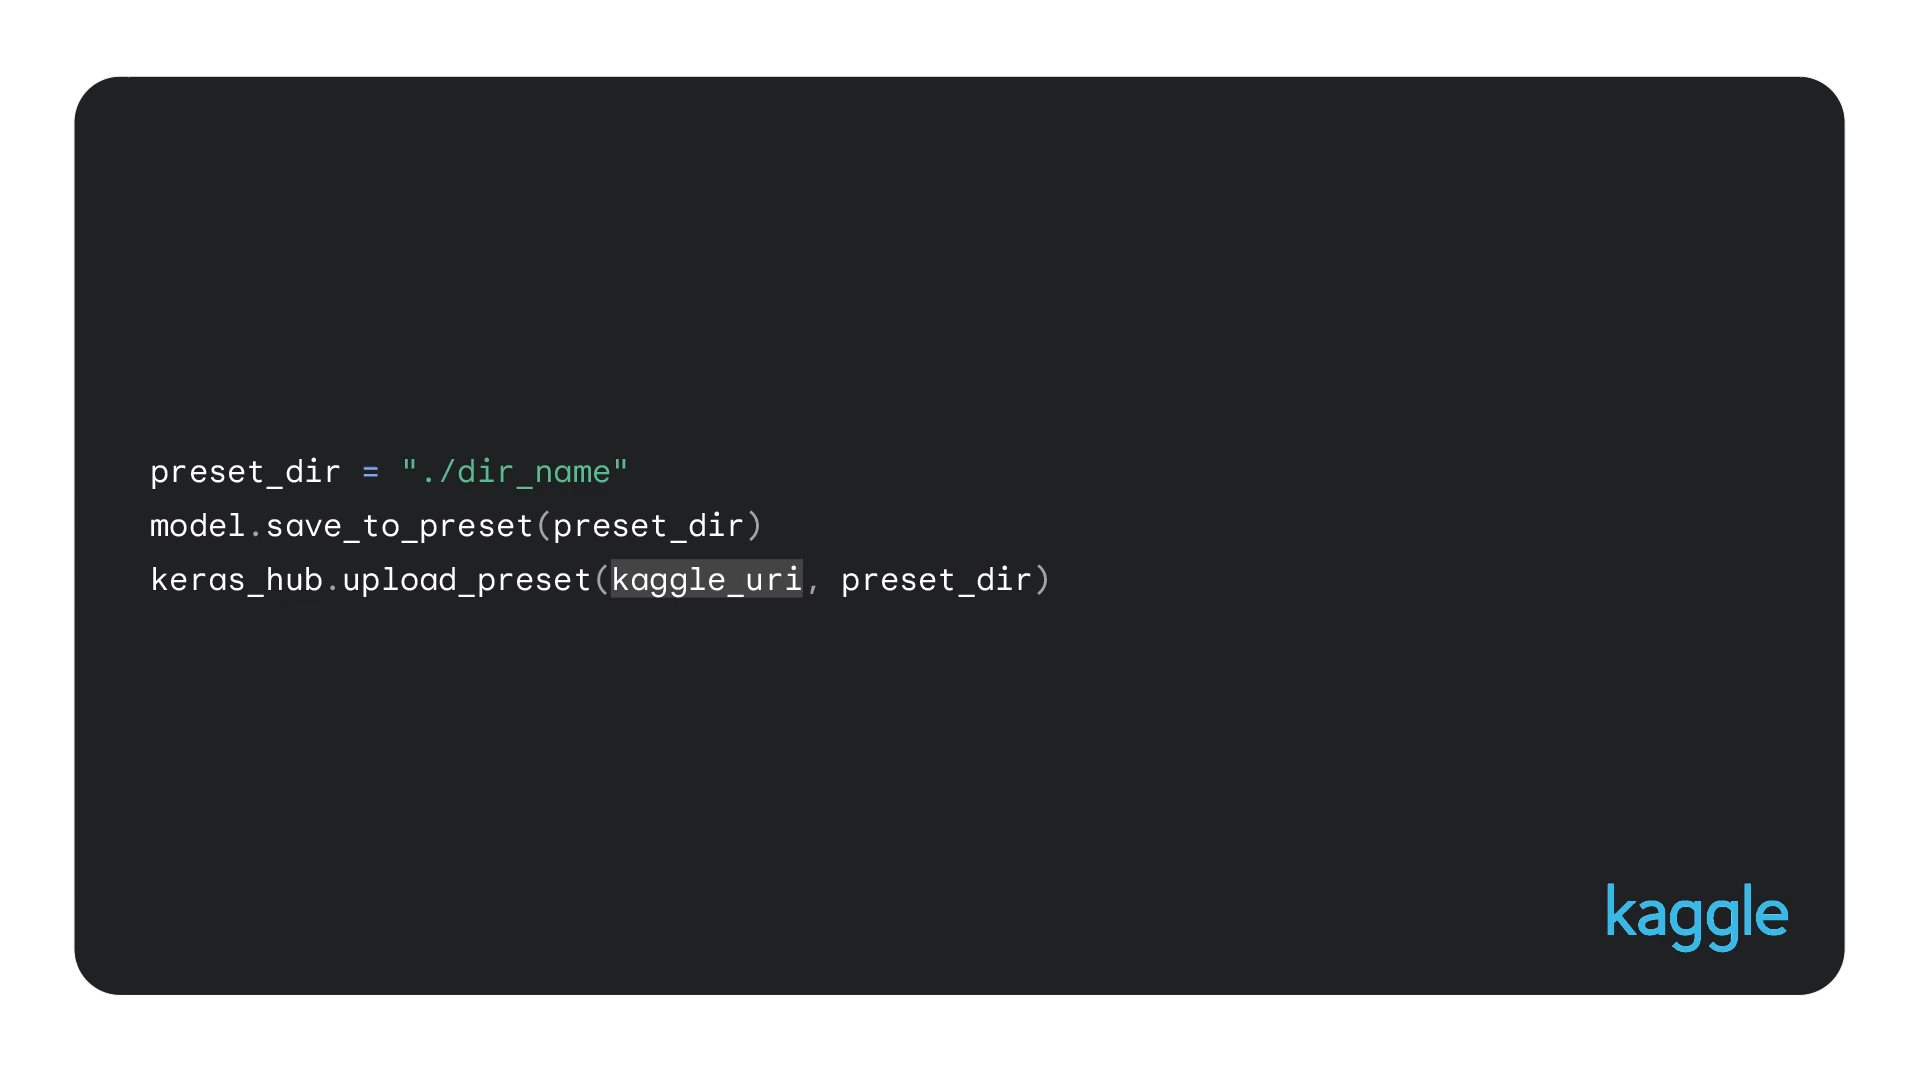 preset_dir = "./dir_name"
model.save_to_preset(preset_dir)
keras_hub.upload_preset(kaggle_uri, preset_dir)
kaggle